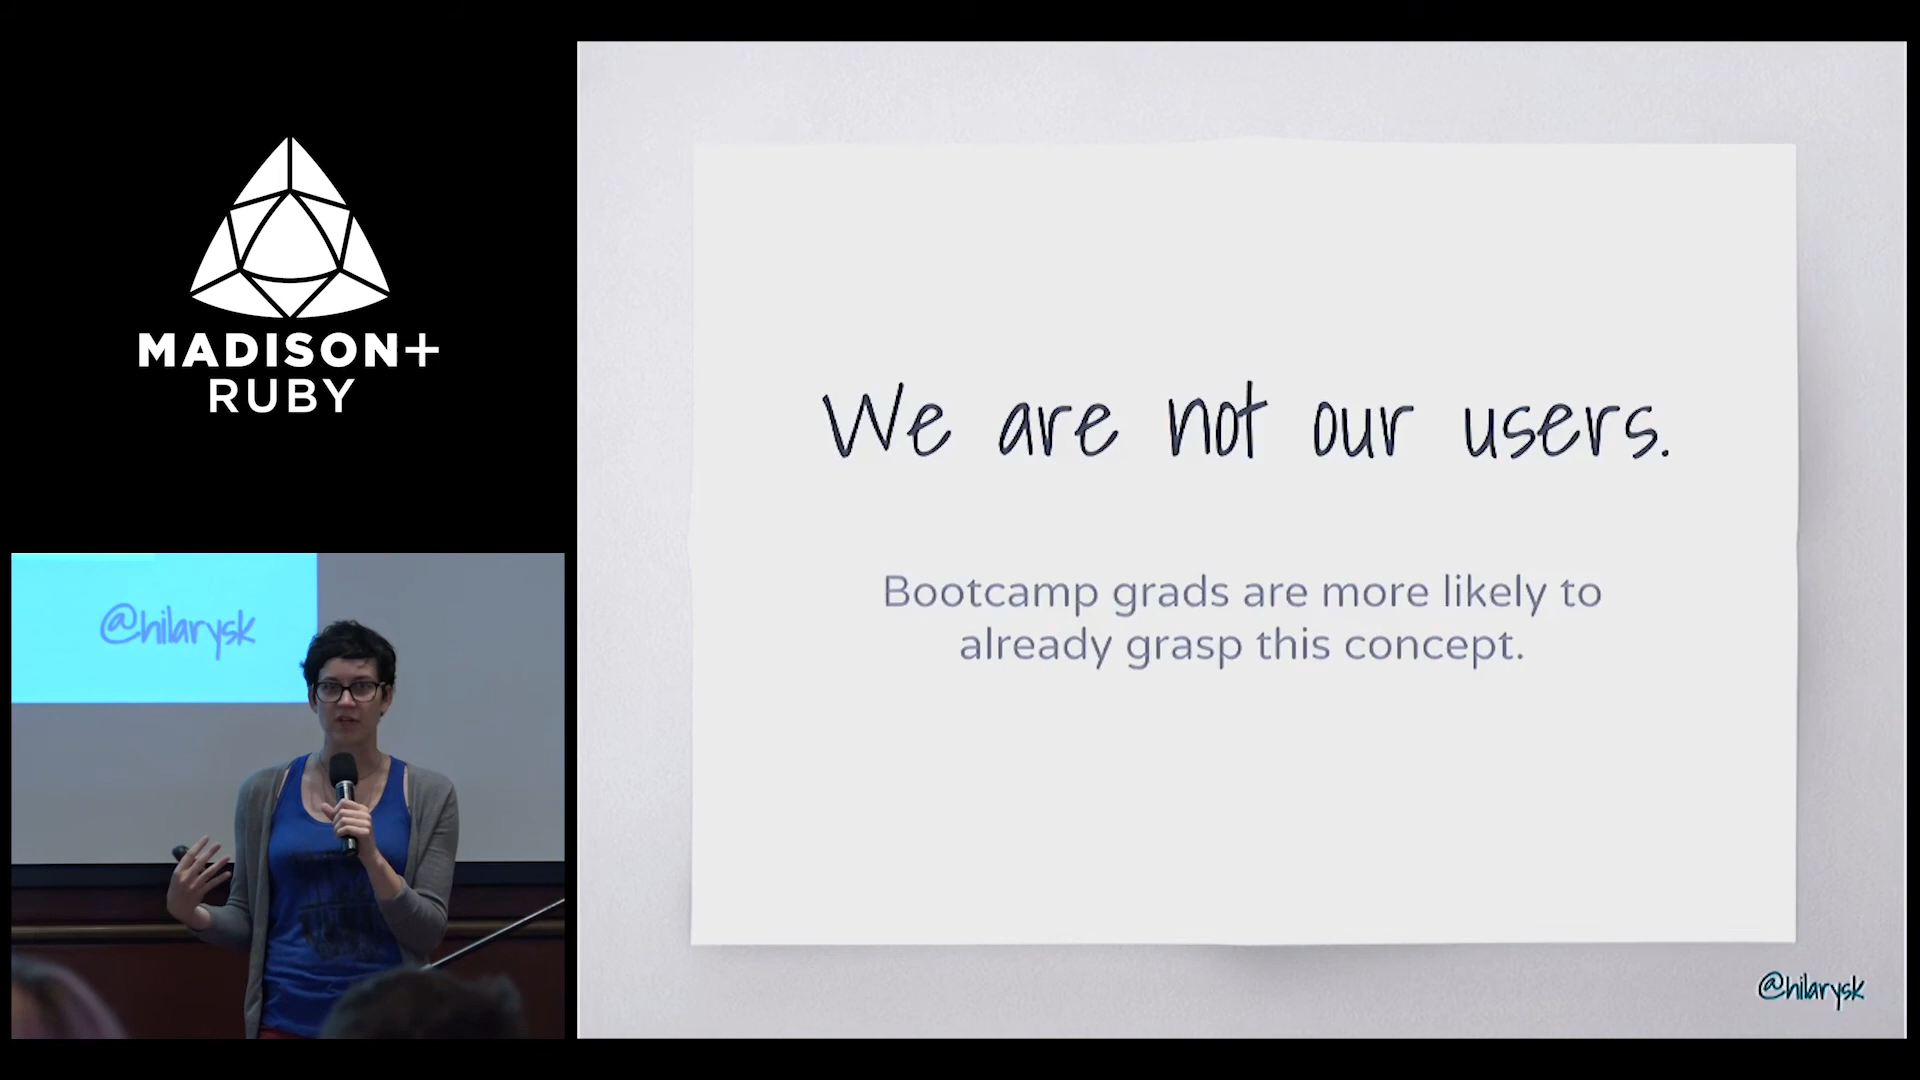 MADISON+
RUBY
We are not our users.
Bootcamp grads are more likely to
already grasp this concept.
@hilarysk
@hilarysk